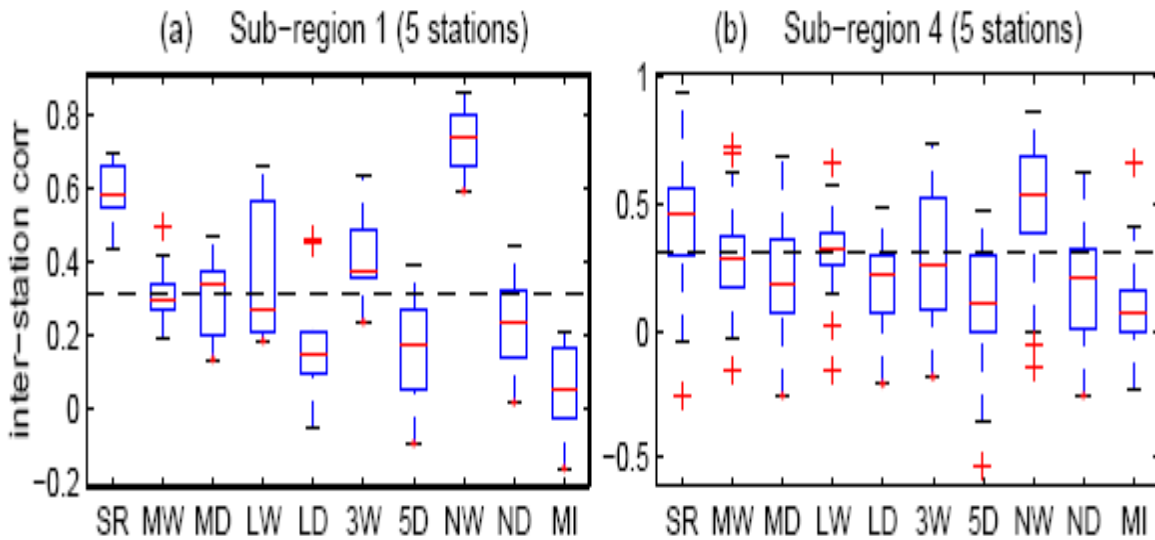 (a) Sub-region 1 (5 stations)
(b) Sub-region 4 (5 stations)
inter-station corr
0.8
0.6
0.4
0.2
0
-0.2
SR MW MD LW LD 3W 5D NW ND MI
1
0.5
0
-0.5
SR MW MD LW LD 3W 5D NW ND MI